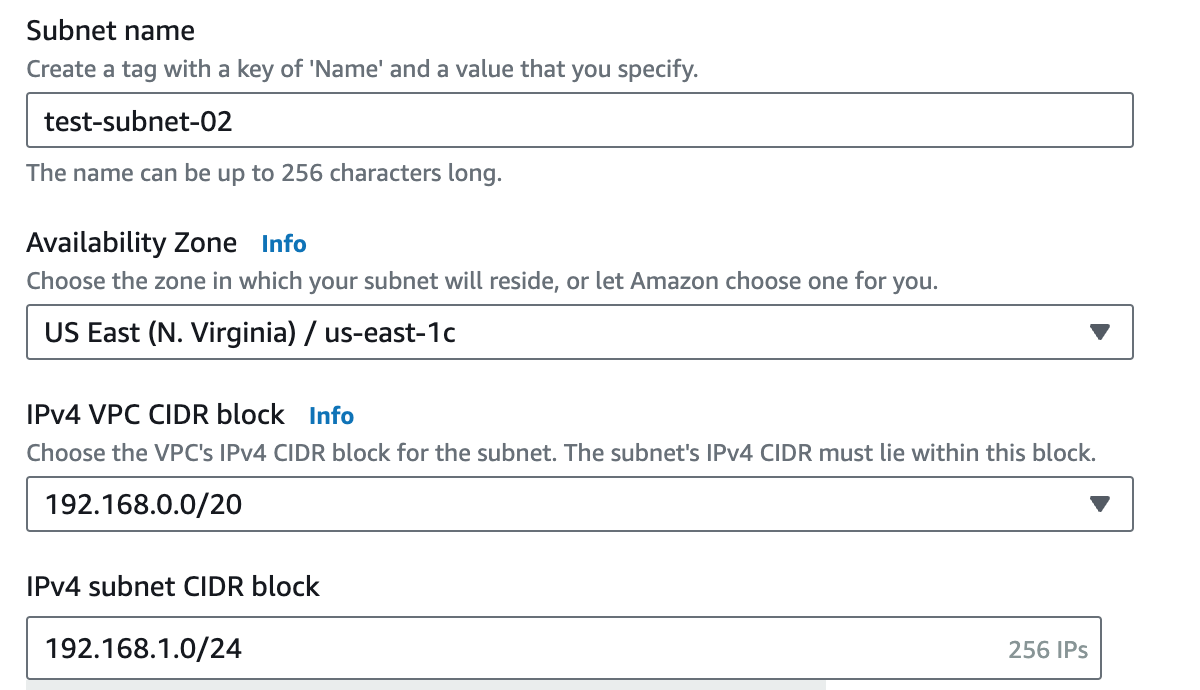 Subnet name
Create a tag with a key of 'Name' and a value that you specify.
test-subnet-02
The name can be up to 256 characters long.
Availability Zone Info
Choose the zone in which your subnet will reside, or let Amazon choose one for you.
US East (N. Virginia) / us-east-1c
IPv4 VPC CIDR block Info
Choose the VPC's IPv4 CIDR block for the subnet. The subnet's IPv4 CIDR must lie within this block.
192.168.0.0/20
IPv4 subnet CIDR block
192.168.1.0/24 256 IPs